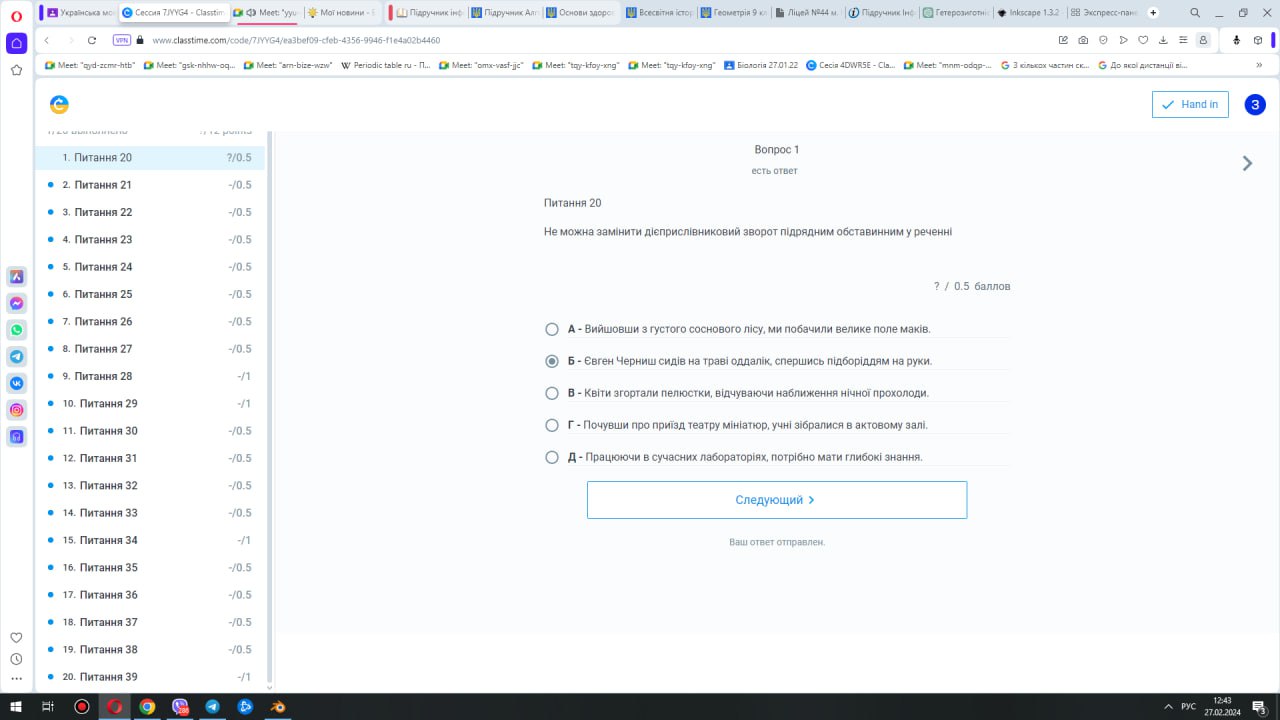 Українська мо
Сессия 7JYYG4 - Classtim
Meet: "yyu
Мої новини - Е
Підручник інф
Підручник Алг
Основи здоро
Всесвітня істо
Геометрія 9 кл
Ліцей №44 м.
Підручник Інф
Гетерозиготні
Inkscape 1.3.2
Экспресс-пане
VPN
www.classtime.com/code/7JYYG4/ea3bef09-cfeb-4356-9946-f1e4a02b4460
Meet: "qyd-zcmr-htb"
Meet: "gsk-nhhw-oq...
Meet: "arn-bize-wzw"
Periodic table ru - П...
Meet: "omx-vasf-jjc"
Meet: "tqy-kfoy-xng"
Meet: "tqy-kfoy-xng"
Біологія 27.01.22
Сесія 4DWR5E - Cla...
Meet: "mnm-odqp-...
З кількох частин ск...
До якої дистанції ві...
Hand in
3
1. Питання 20 ?/0.5
2. Питання 21 -/0.5
3. Питання 22 -/0.5
4. Питання 23 -/0.5
5. Питання 24 -/0.5
6. Питання 25 -/0.5
7. Питання 26 -/0.5
8. Питання 27 -/0.5
9. Питання 28 -/1
10. Питання 29 -/1
11. Питання 30 -/0.5
12. Питання 31 -/0.5
13. Питання 32 -/0.5
14. Питання 33 -/0.5
15. Питання 34 -/1
16. Питання 35 -/0.5
17. Питання 36 -/0.5
18. Питання 37 -/0.5
19. Питання 38 -/0.5
20. Питання 39 -/1
Вопрос 1
есть ответ
Питання 20
Не можна замінити дієприслівниковий зворот підрядним обставинним у реченні
? / 0.5 баллов
А - Вийшовши з густого соснового лісу, ми побачили велике поле маків.
Б - Євген Черниш сидів на траві оддалік, спершись підборіддям на руки.
В - Квіти згортали пелюстки, відчуваючи наближення нічної прохолоди.
Г - Почувши про приїзд театру мініатюр, учні зібралися в актовому залі.
Д - Працюючи в сучасних лабораторіях, потрібно мати глибокі знання.
Следующий
Ваш ответ отправлен.
РУС
12:43
27.02.2024